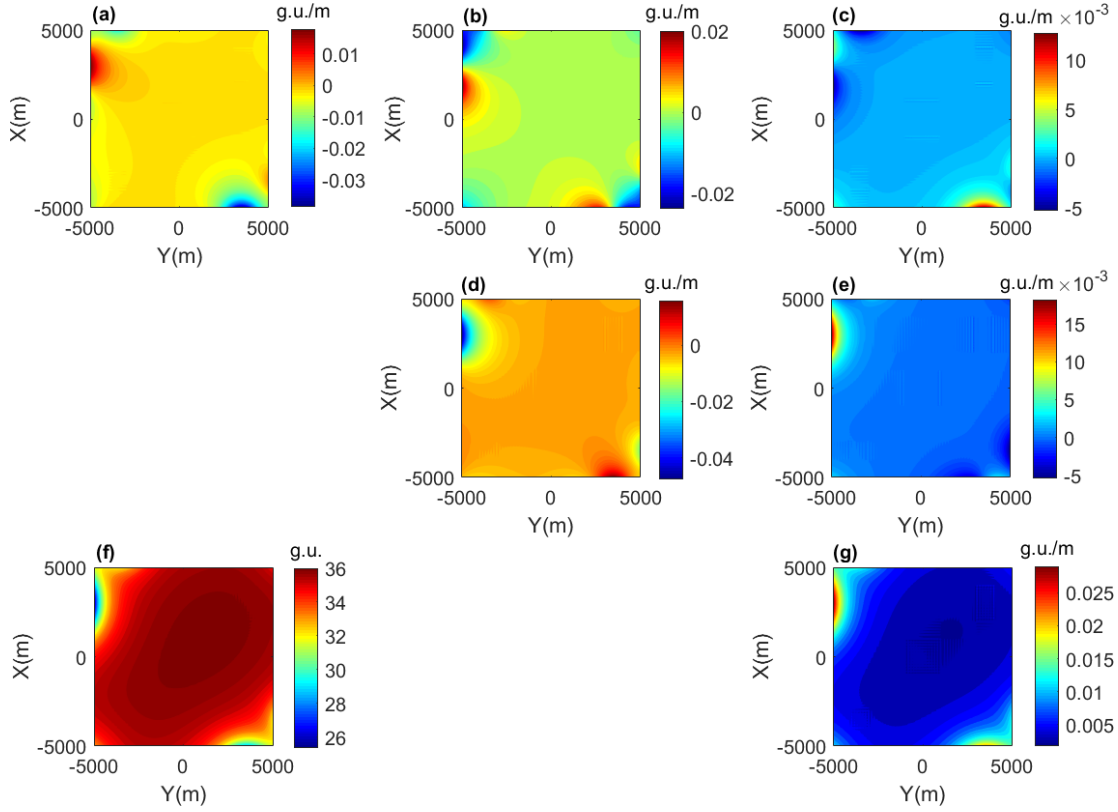 (a)
g.u./m
5000
0
-5000
X(m)
-5000
0
5000
Y(m)
0.01
0
-0.01
-0.02
-0.03
(b)
g.u./m
5000
0
-5000
X(m)
-5000
0
5000
Y(m)
0.02
0
-0.02
(c)
g.u./m ×10⁻³
5000
0
-5000
X(m)
-5000
0
5000
Y(m)
10
5
0
-5
(d)
g.u./m
5000
0
-5000
X(m)
-5000
0
5000
Y(m)
0
-0.02
-0.04
(e)
g.u./m ×10⁻³
5000
0
-5000
X(m)
-5000
0
5000
Y(m)
15
10
5
0
-5
(f)
g.u.
5000
0
-5000
X(m)
-5000
0
5000
Y(m)
36
34
32
30
28
26
(g)
g.u./m
5000
0
-5000
X(m)
-5000
0
5000
Y(m)
0.025
0.02
0.015
0.01
0.005